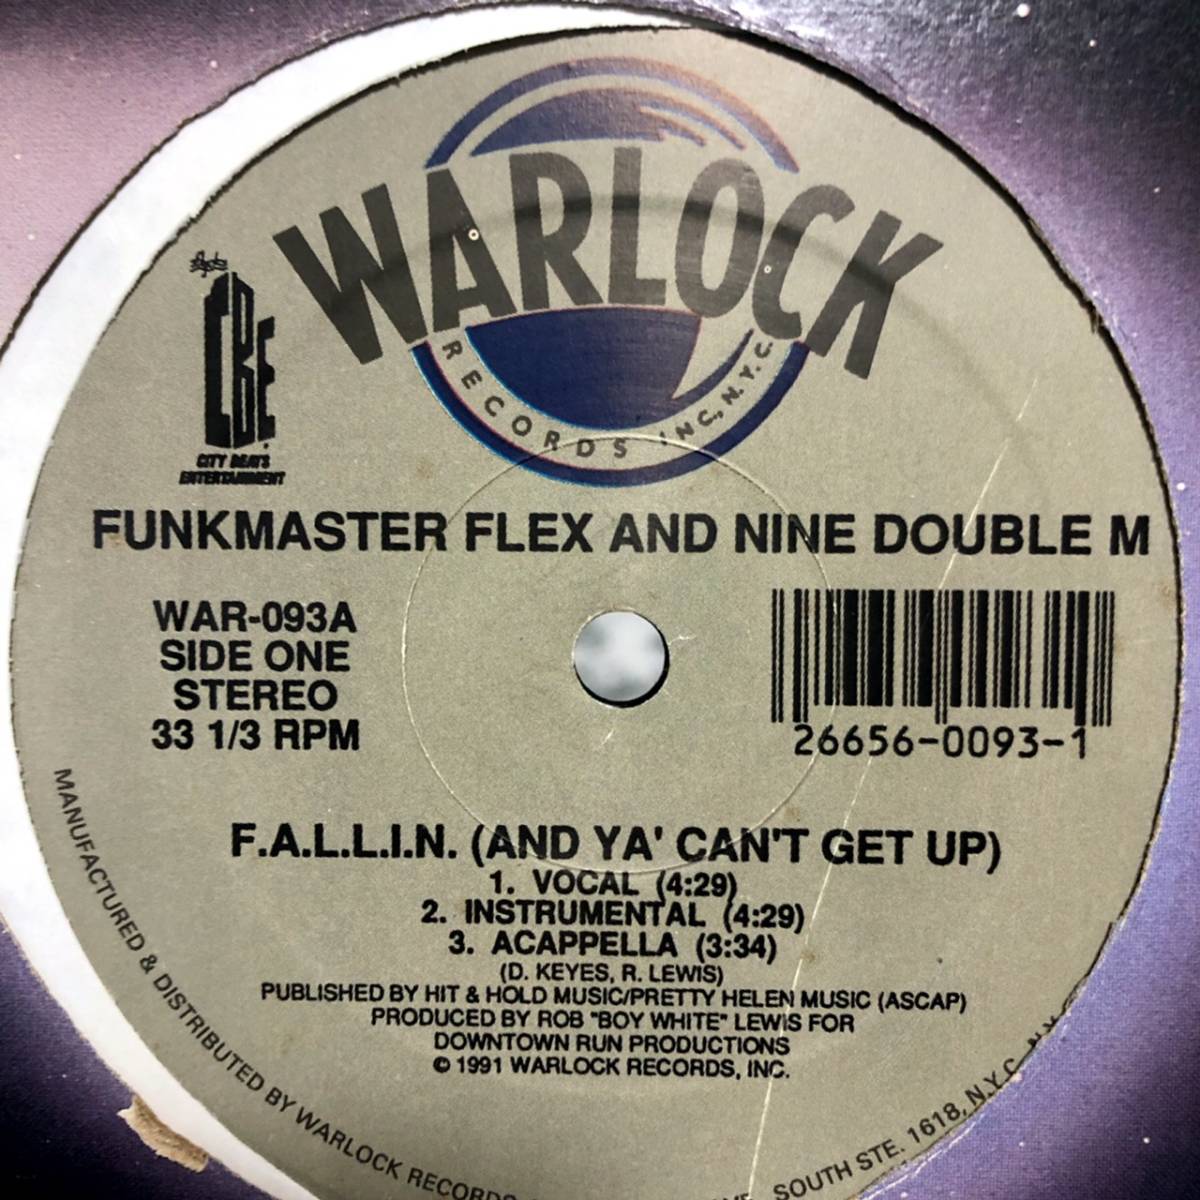 WARLOCK
RECORDS INC., N.Y.C.
CBE
CITY BEATS
ENTERTAINMENT
FUNKMASTER FLEX AND NINE DOUBLE M
WAR-093A
SIDE ONE
STEREO
33 1/3 RPM
26656-0093-1
F.A.L.L.I.N. (AND YA' CAN'T GET UP)
1. VOCAL (4:29)
2. INSTRUMENTAL (4:29)
3. ACAPPELLA (3:34)
(D. KEYES, R. LEWIS)
PUBLISHED BY HIT & HOLD MUSIC/PRETTY HELEN MUSIC (ASCAP)
PRODUCED BY ROB "BOY WHITE" LEWIS FOR
DOWNTOWN RUN PRODUCTIONS
© 1991 WARLOCK RECORDS, INC.
MANUFACTURED & DISTRIBUTED BY WARLOCK RECORDS SOUTH STE. 1618, N.Y.C., N.Y.